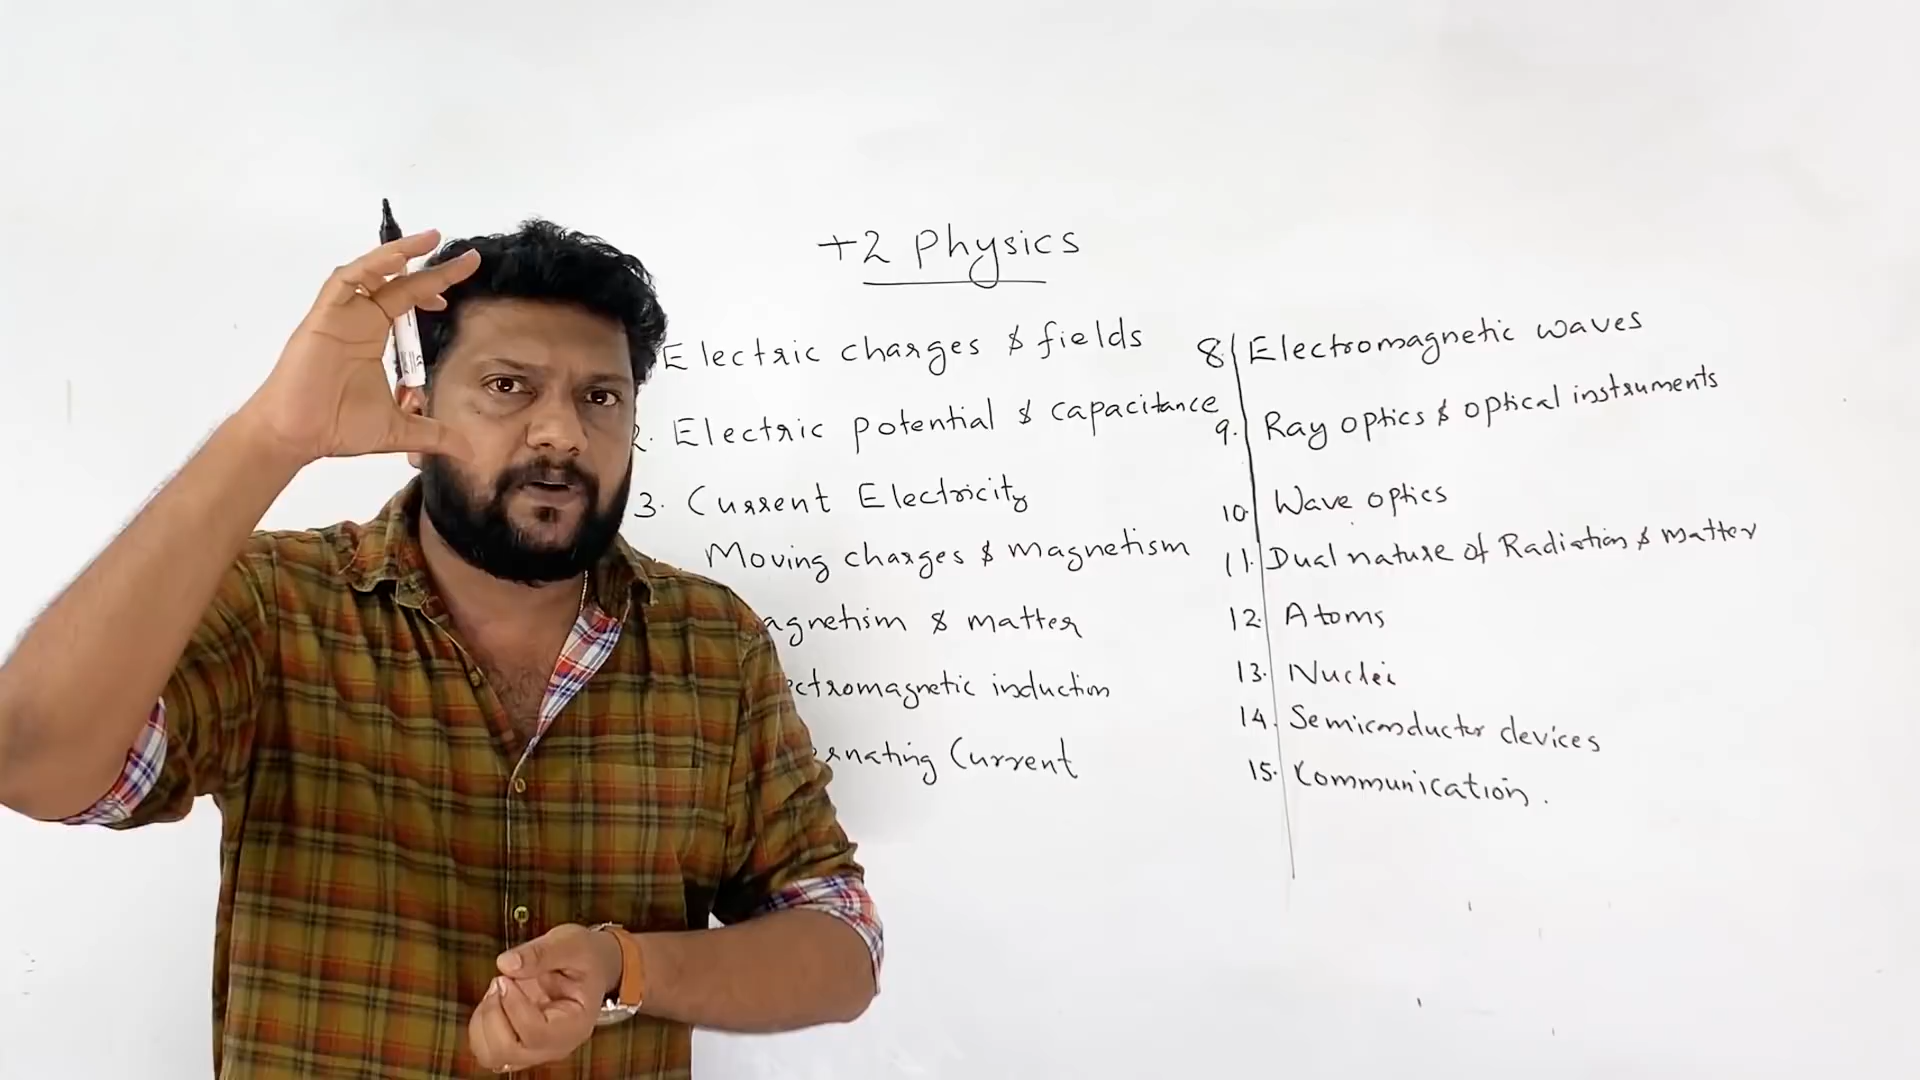 +2 Physics
Electric charges & fields
2. Electric potential & capacitance
3. Current Electricity
. Moving charges & magnetism
agnetism & matter
ectromagnetic induction
rnating Current
8. Electromagnetic waves
9. Ray optics & optical instruments
10. Wave optics
11. Dual nature of Radiation & matter
12. Atoms
13. Nuclei
14. Semiconductor devices
15. Communication.